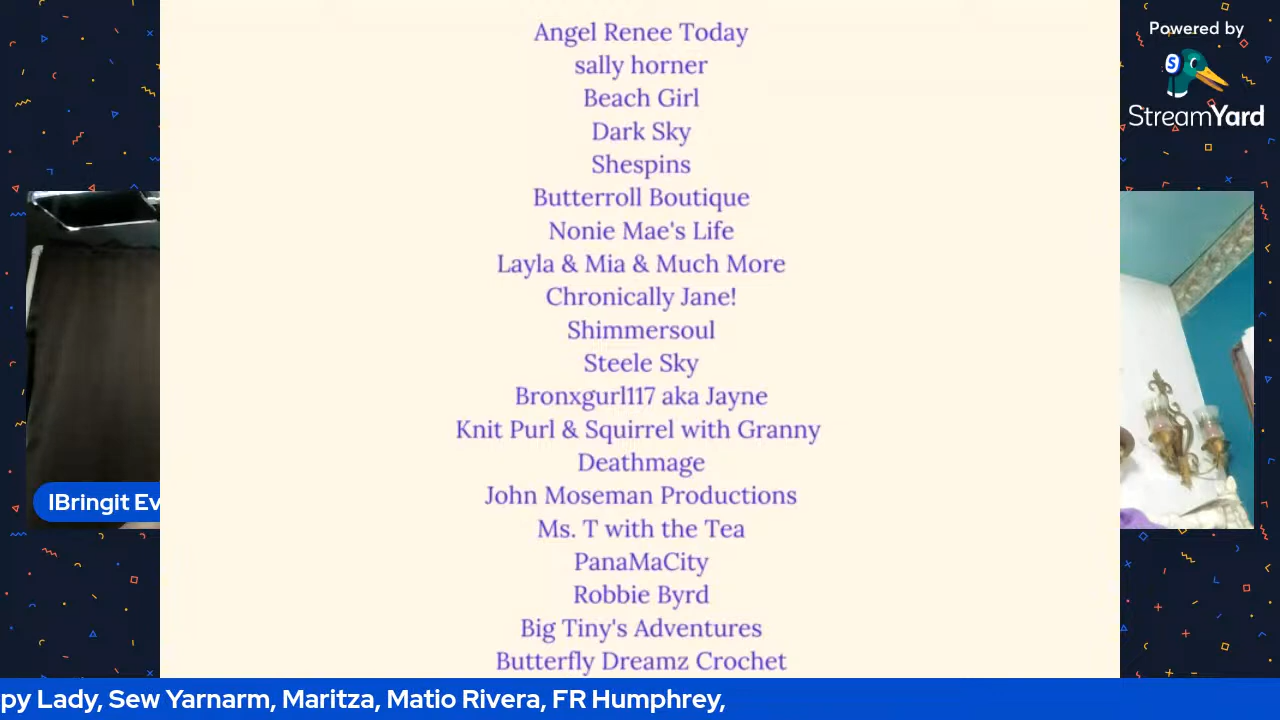 Angel Renee Today
sally horner
Beach Girl
Dark Sky
Shespins
Butterroll Boutique
Nonie Mae's Life
Layla & Mia & Much More
Chronically Jane!
Shimmersoul
Steele Sky
Bronxgurl117 aka Jayne
Knit Purl & Squirrel with Granny
Deathmage
John Moseman Productions
Ms. T with the Tea
PanaMaCity
Robbie Byrd
Big Tiny's Adventures
Butterfly Dreamz Crochet
Powered by
S
StreamYard
IBringit Ev
py Lady, Sew Yarnarm, Maritza, Matio Rivera, FR Humphrey,